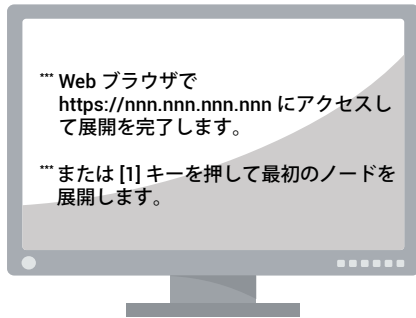 *** Web ブラウザで
https://nnn.nnn.nnn.nnn にアクセスし
て展開を完了します。
*** または [1] キーを押して最初のノードを
展開します。